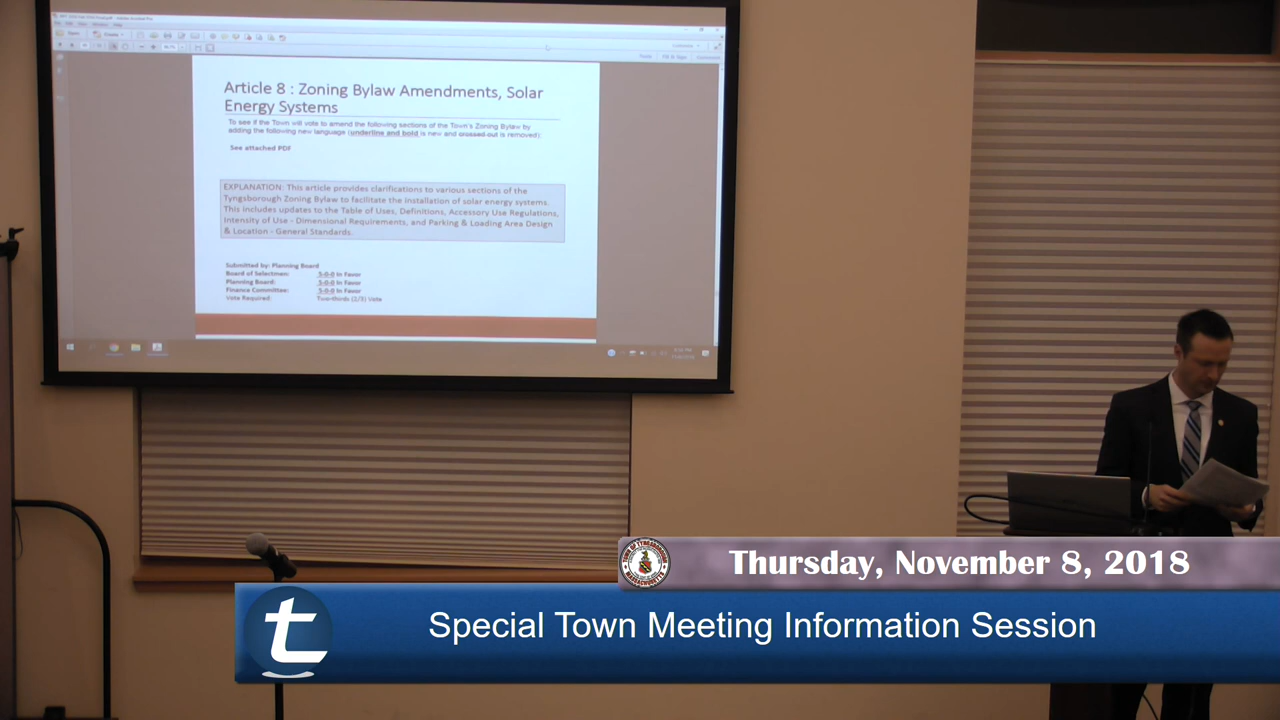 Article 8 : Zoning Bylaw Amendments, Solar
Energy Systems
To see if the Town will vote to amend the following sections of the Town's Zoning Bylaw by
adding the following new language (underline and bold is new and crossed out is removed)
See attached PDF
EXPLANATION: This article provides clarifications to various sections of the
Tyngsborough Zoning Bylaw to facilitate the installation of solar energy systems.
This includes updates to the Table of Uses, Definitions, Accessory Use Regulations,
Intensity of Use - Dimensional Requirements, and Parking & Loading Area Design
& Location - General Standards.
Submitted by: Planning Board
Board of Selectmen: 5-0-0 In Favor
Planning Board: 5-0-0 In Favor
Finance Committee: 5-0-0 In Favor
Vote Required: Two-thirds (2/3) Vote
Thursday, November 8, 2018
t
Special Town Meeting Information Session